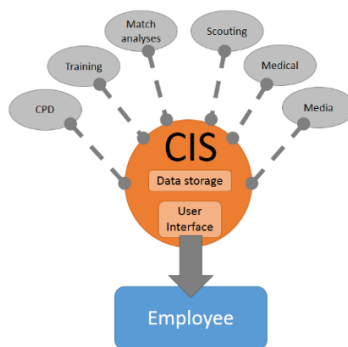 Match
analyses
Scouting
Training
Medical
CPD
Media
CIS
Data storage
User
Interface
Employee